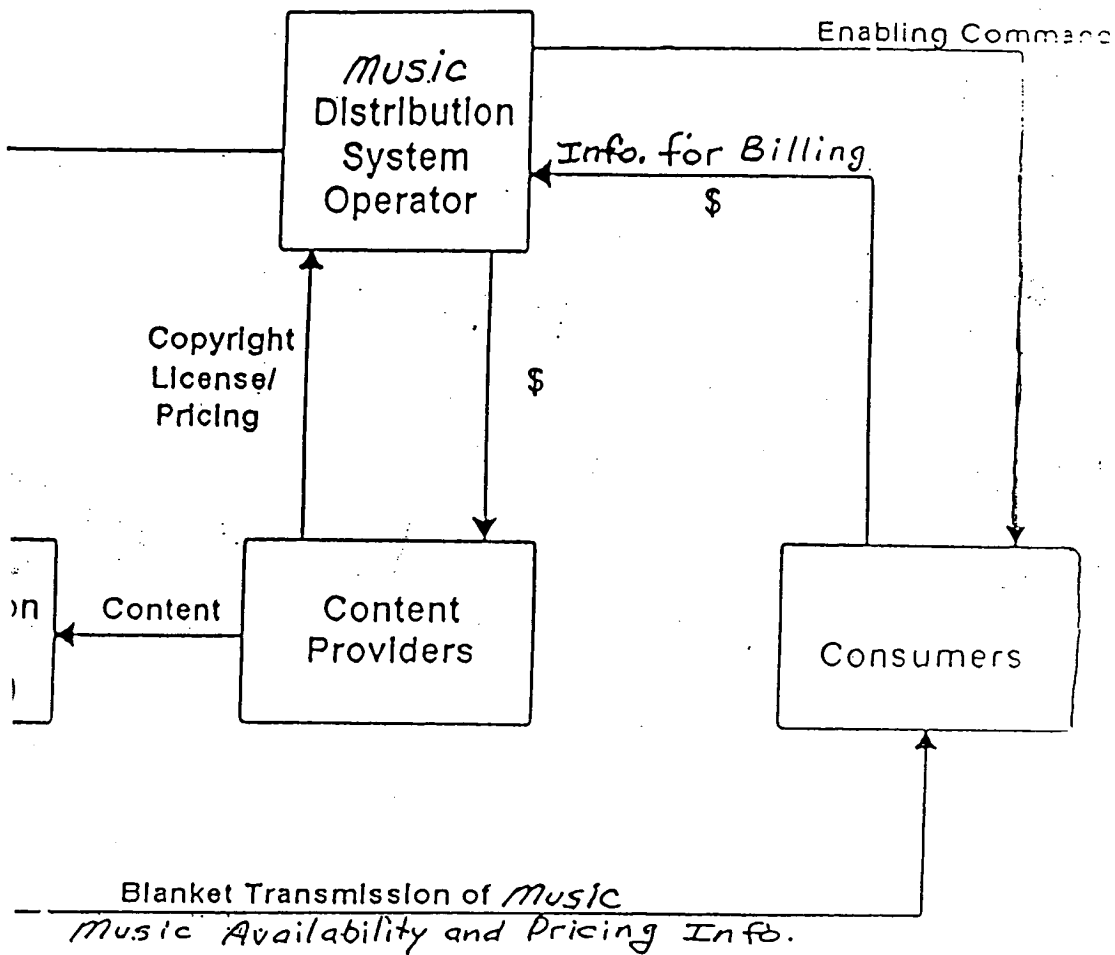 Enabling Command
Music
Distribution
System
Operator
Info. for Billing
$
Copyright
License/
Pricing
$
Content
Content
Providers
Consumers
Blanket Transmission of Music
Music Availability and Pricing Info.